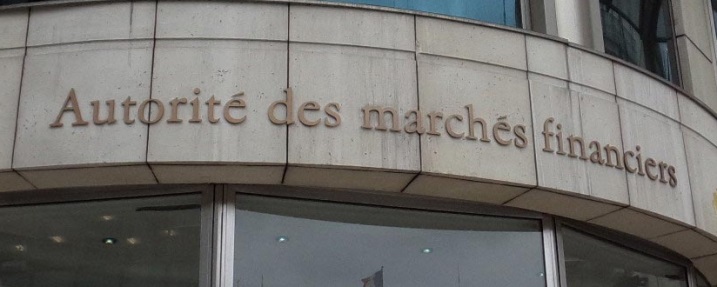 Autorité des marchés financiers